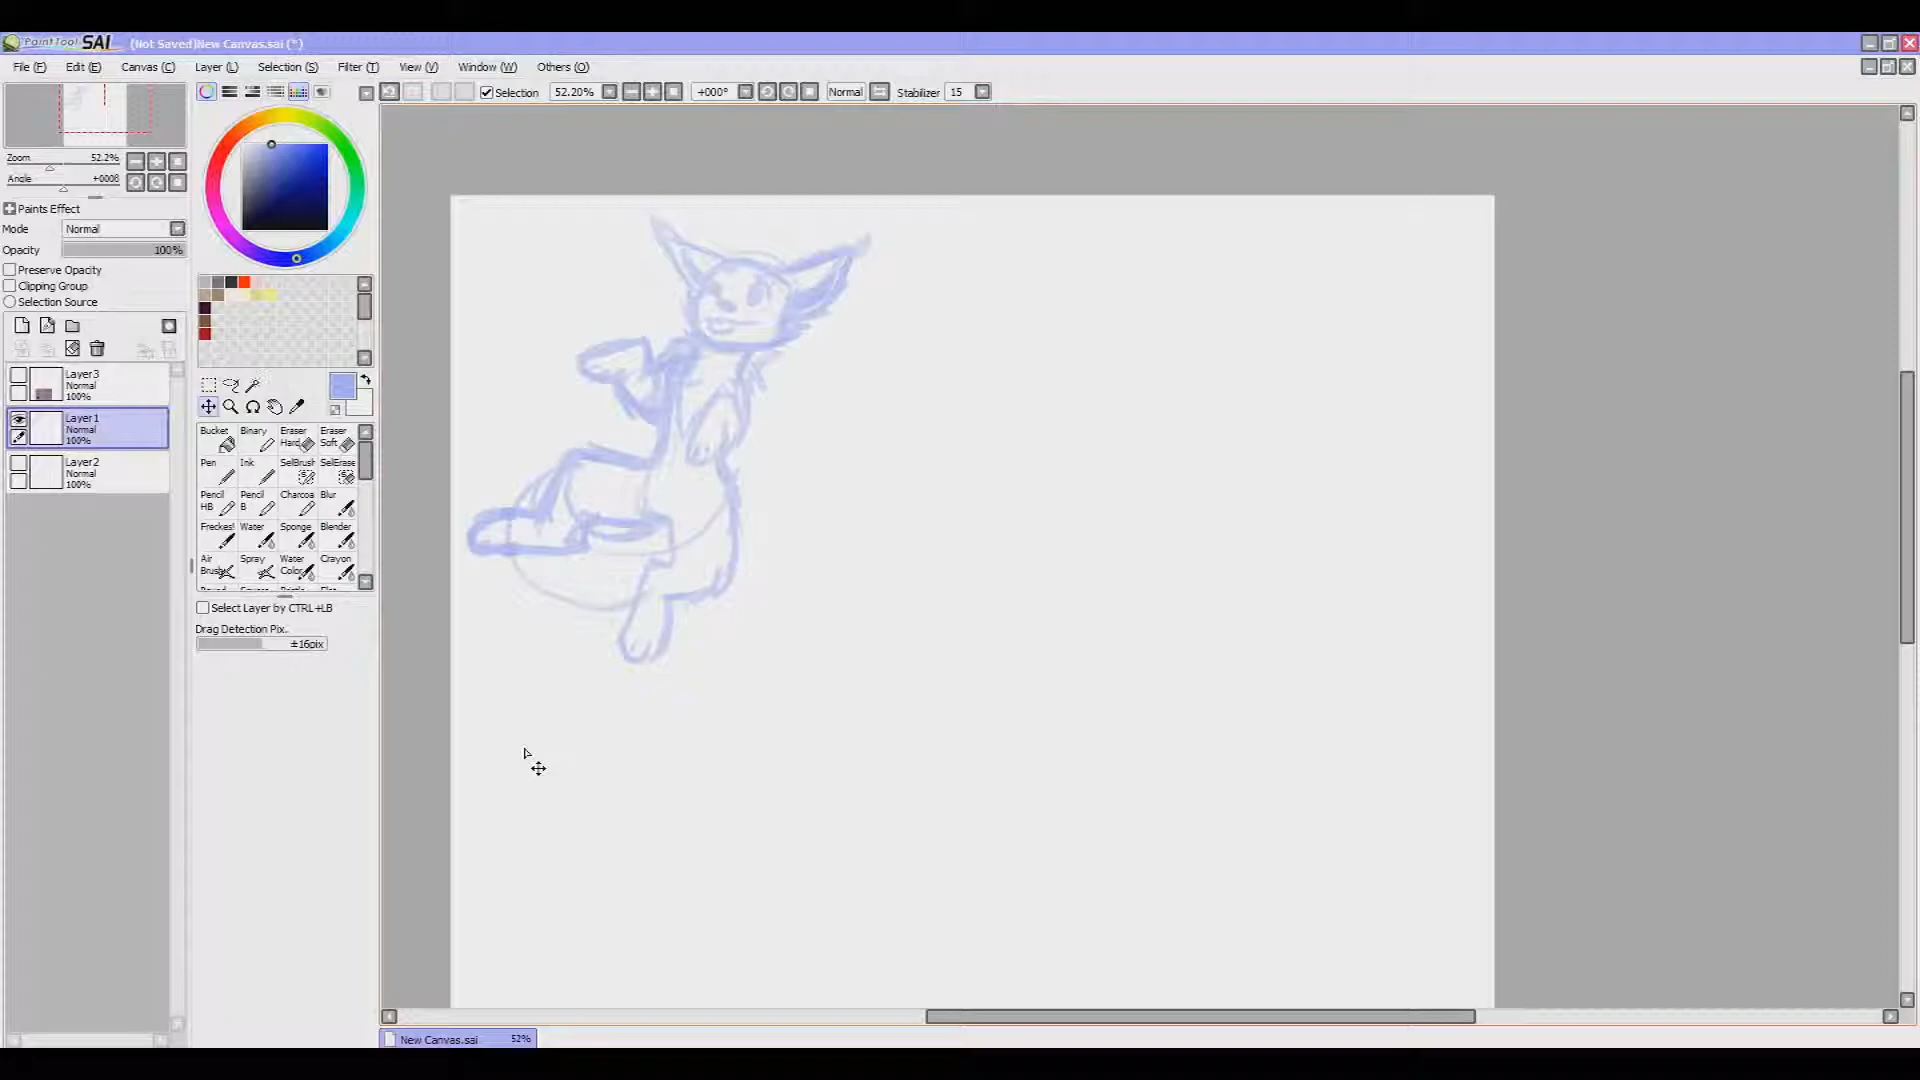 PaintTool SAI (Not Saved)New Canvas.sai (*)
File (F) Edit (E) Canvas (C) Layer (L) Selection (S) Filter (T) View (V) Window (W) Others (O)
Selection 52.20% +000° Normal Stabilizer 15
Zoom 52.2%
Angle
Paints Effect
Mode Normal
Opacity 100%
Preserve Opacity
Clipping Group
Selection Source
Layer3
Normal
100%
Layer1
Normal
100%
Layer2
Normal
100%
Bucket Binary Eraser Hard Eraser Soft
Pen Ink SelBrush SelErase
Pencil HB Pencil B Charcoa Blur
Water Sponge Blender
Air Brush Spray Water Color Crayon
Select Layer by CTRL+LB
Drag Detection Pix.
±16pix
New Canvas.sai 52%